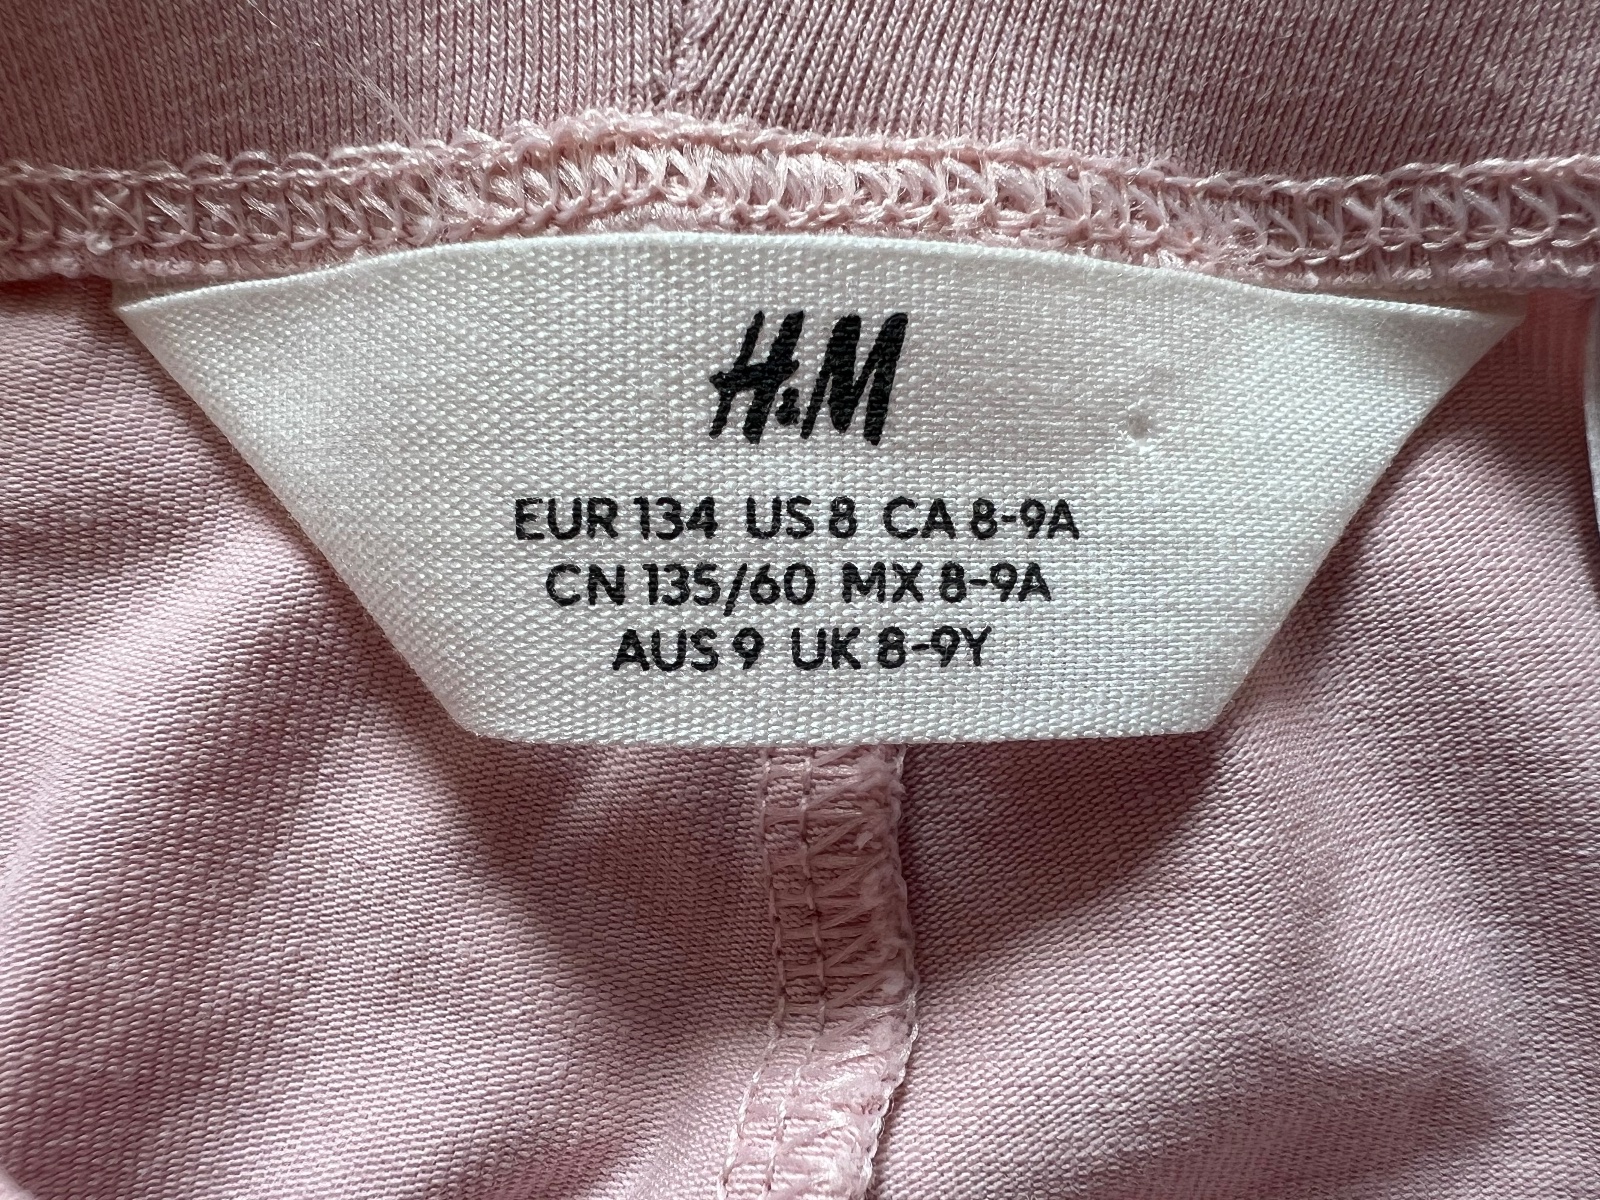 H&M
EUR 134 US 8 CA 8-9A
CN 135/60 MX 8-9A
AUS 9 UK 8-9Y